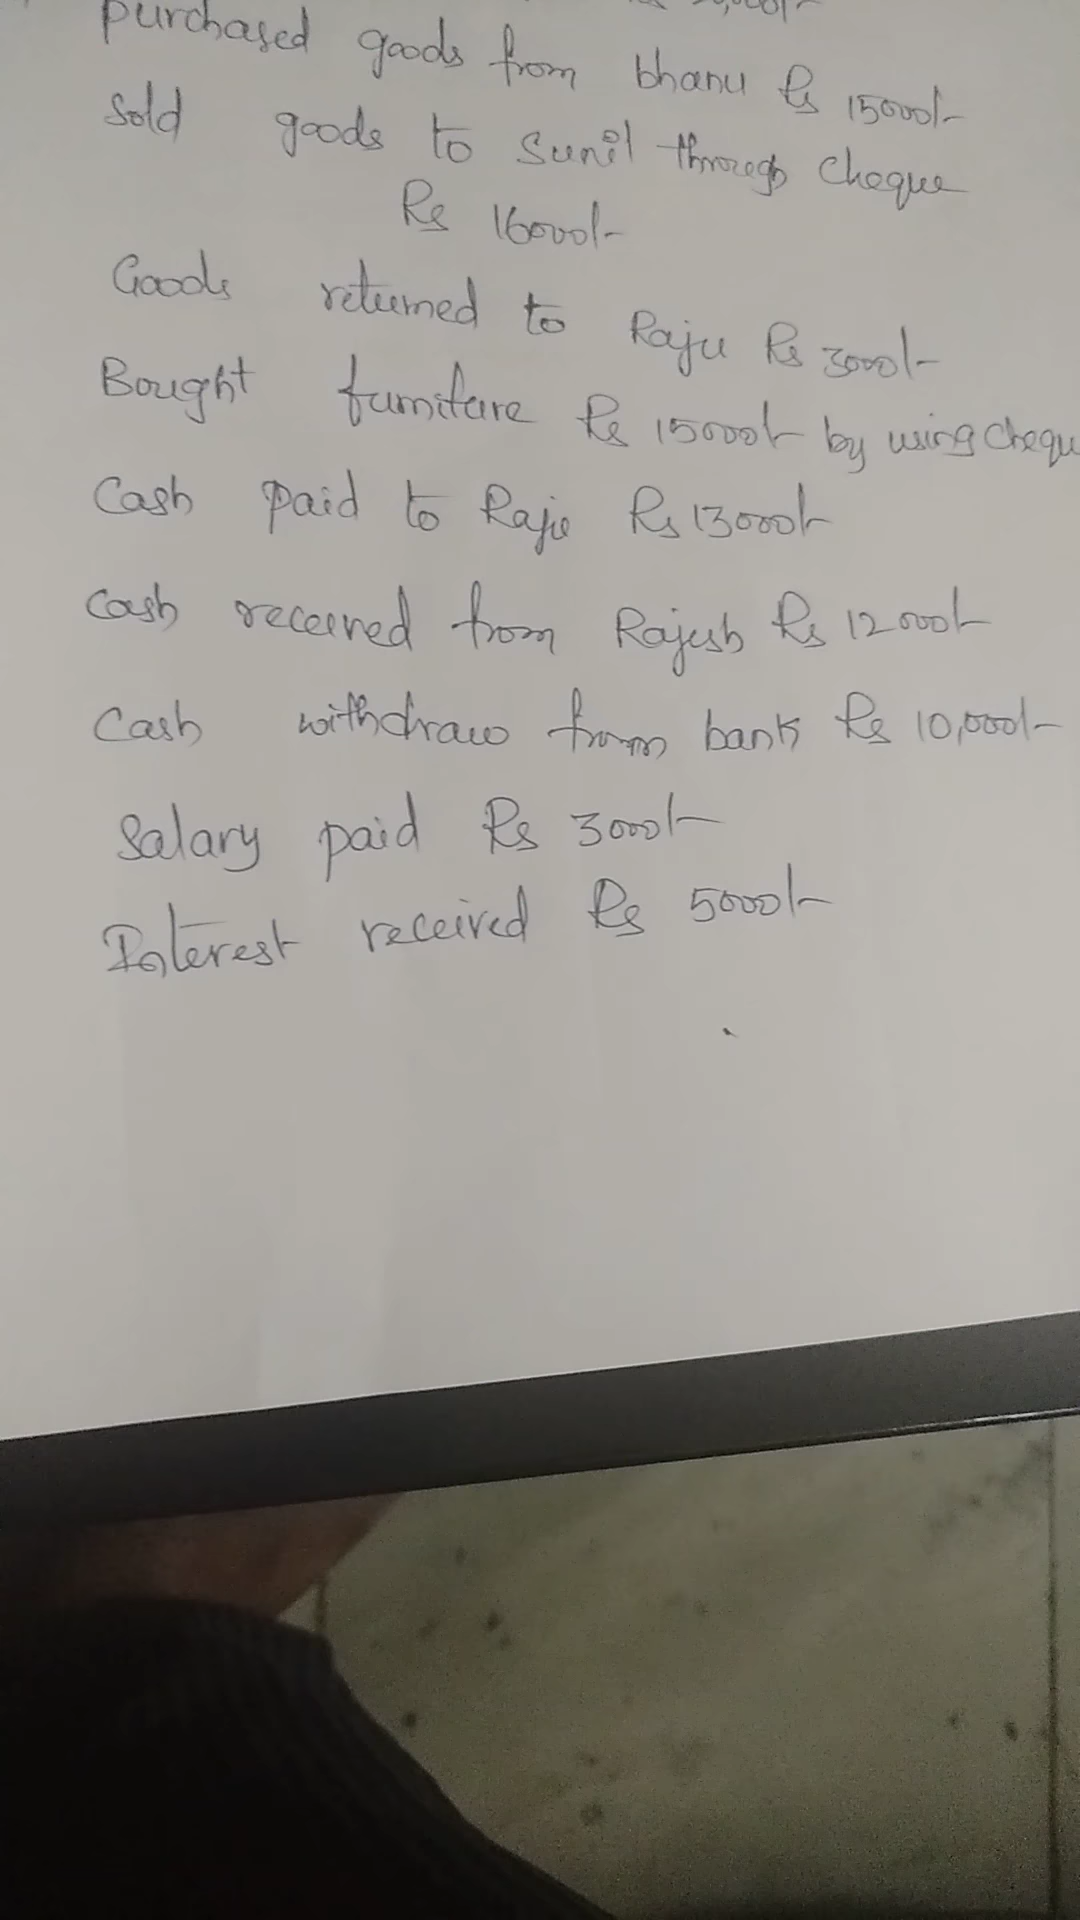 purchased goods from bhanu Rs 15000/-
Sold goods to Sunil through Cheque
Rs 16000/-
Goods returned to Raju Rs 3000/-
Bought furniture Rs 15000/- by using Chequ
Cash paid to Raju Rs 13000/-
Cash received from Rajesh Rs 12000/-
Cash withdraw from bank Rs 10,000/-
Salary paid Rs 3000/-
Interest received Rs 5000/-